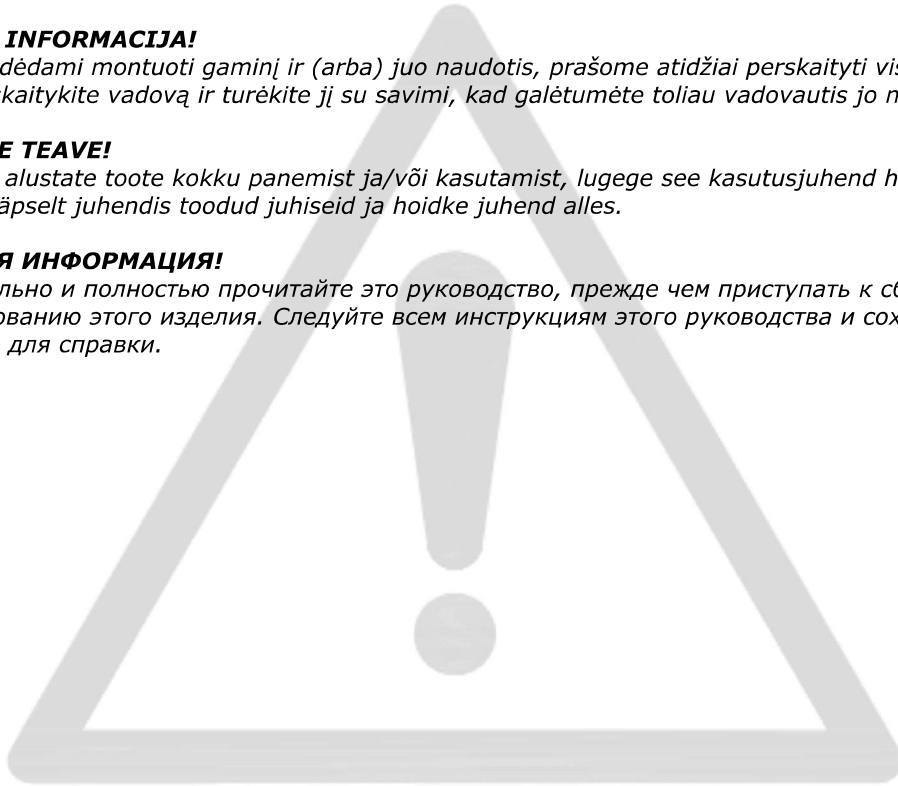 INFORMACIJA!
dėdami montuoti gaminį ir (arba) juo naudotis, prašome atidžiai perskaityti vis
skaitykite vadovą ir turėkite jį su savimi, kad galėtumėte toliau vadovautis jo n
E TEAVE!
alustate toote kokku panemist ja/või kasutamist, lugege see kasutusjuhend h
äpselt juhendis toodud juhiseid ja hoidke juhend alles.
Я ИНФОРМАЦИЯ!
льно и полностью прочитайте это руководство, прежде чем приступать к сб
ованию этого изделия. Следуйте всем инструкциям этого руководства и сох
для справки.